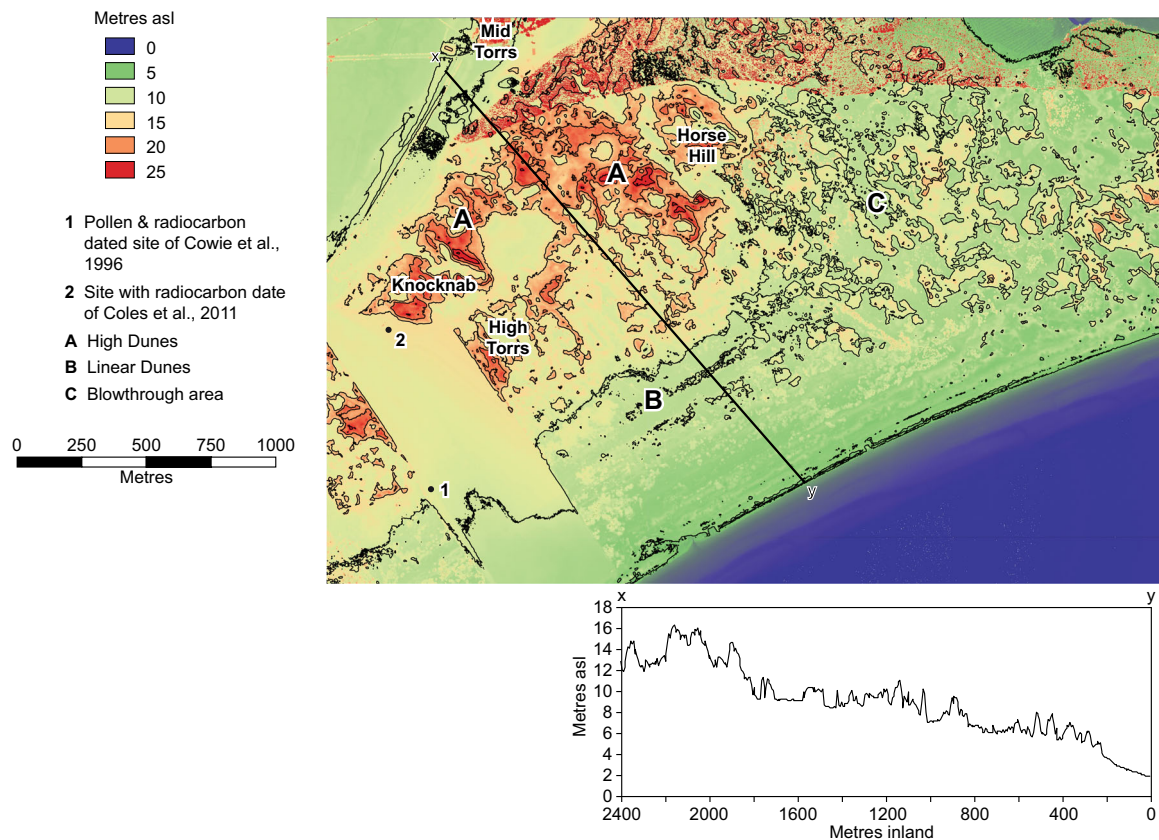 Metres asl
0
5
10
15
20
25
1 Pollen & radiocarbon
dated site of Cowie et al.,
1996
2 Site with radiocarbon date
of Coles et al., 2011
A High Dunes
B Linear Dunes
C Blowthrough area
0 250 500 750 1000
Metres
Mid
Torrs
x
Horse
Hill
A
A
C
Knocknab
2
High
Torrs
B
1
y
x y
18
16
14
12
10
8
6
4
2
0
Metres asl
2400 2000 1600 1200 800 400 0
Metres inland